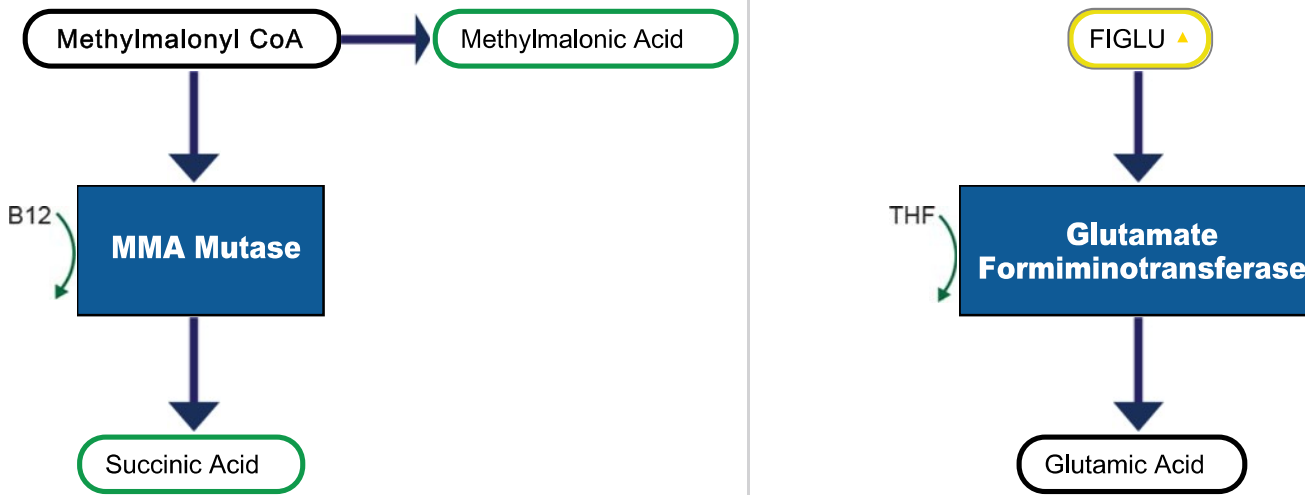 Methylmalonyl CoA
Methylmalonic Acid
B12
MMA Mutase
Succinic Acid
FIGLU ▲
THF
Glutamate
Formiminotransferase
Glutamic Acid